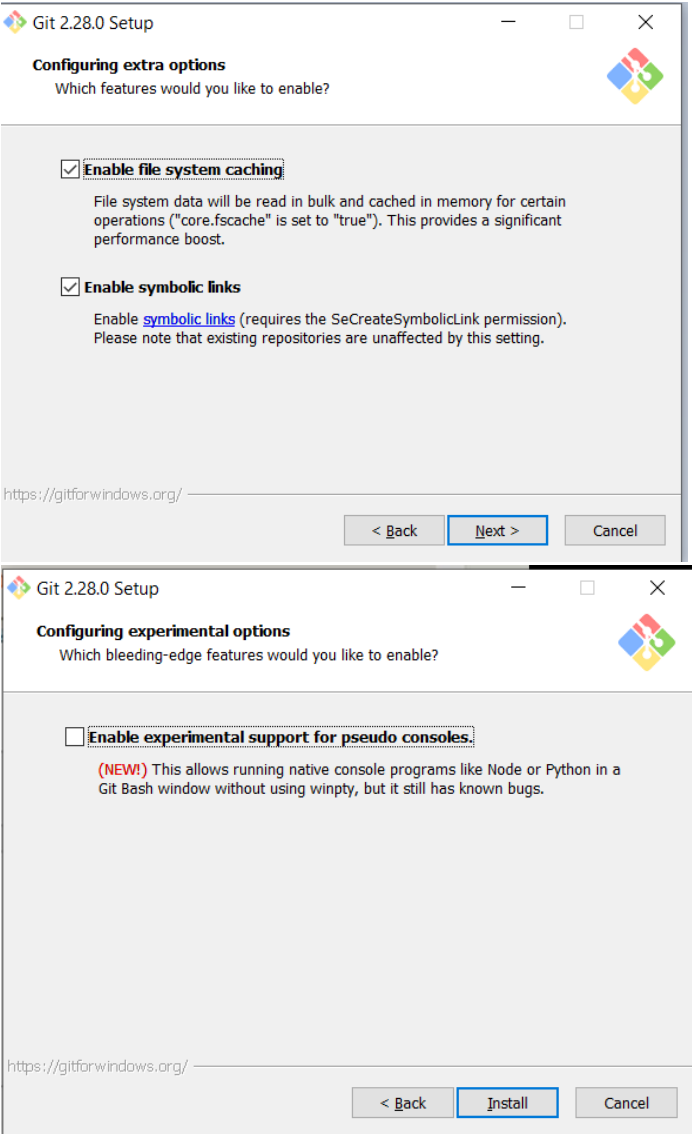 Git 2.28.0 Setup
Configuring extra options
Which features would you like to enable?
Enable file system caching
File system data will be read in bulk and cached in memory for certain
operations ("core.fscache" is set to "true"). This provides a significant
performance boost.
Enable symbolic links
Enable symbolic links (requires the SeCreateSymbolicLink permission).
Please note that existing repositories are unaffected by this setting.
https://gitforwindows.org/
< Back
Next >
Cancel
Git 2.28.0 Setup
Configuring experimental options
Which bleeding-edge features would you like to enable?
Enable experimental support for pseudo consoles.
(NEW!) This allows running native console programs like Node or Python in a
Git Bash window without using winpty, but it still has known bugs.
https://gitforwindows.org/
< Back
Install
Cancel